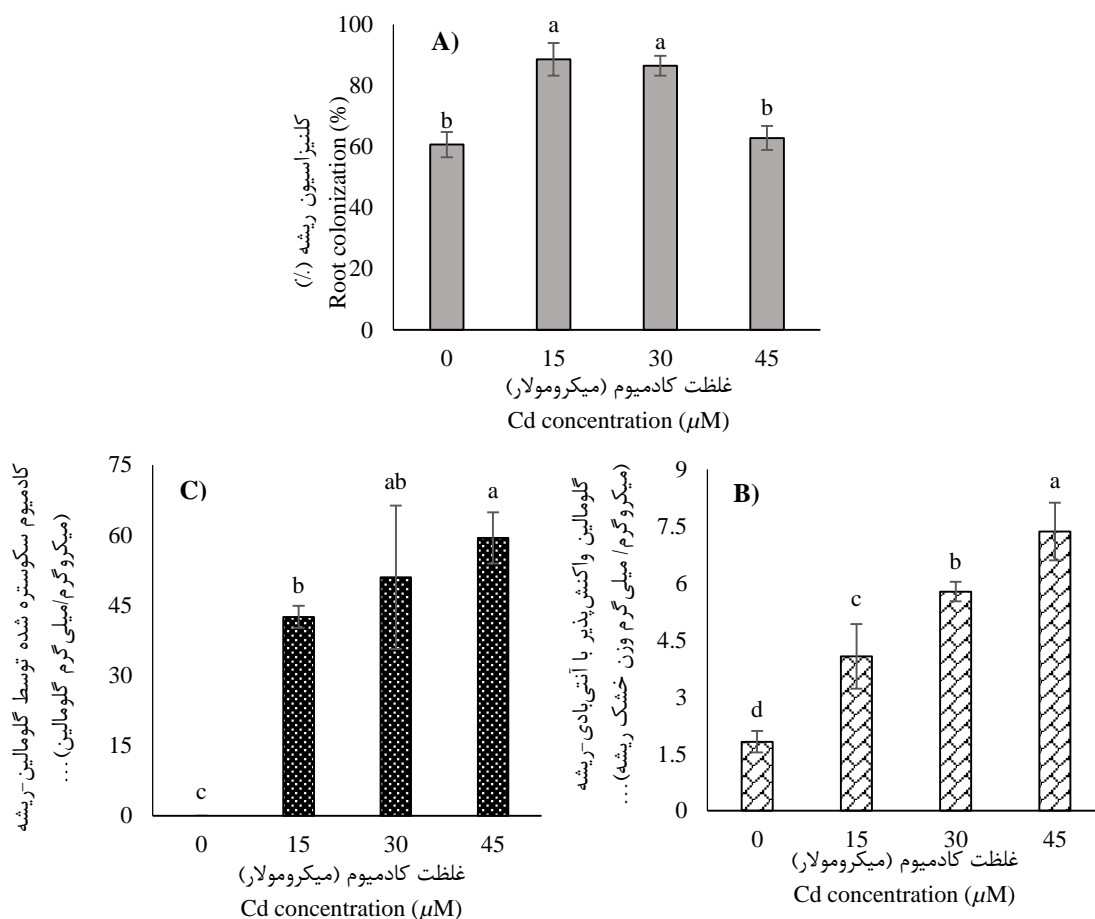 A)
a
a
b
b
100
80
60
40
20
0
کلنیزاسیون ریشه (٪)
Root colonization (%)
0 15 30 45
غلظت کادمیوم (میکرومولار)
Cd concentration (µM)
C)
c
b
ab
a
75
60
45
30
15
0
کادمیوم سکوستره شده توسط گلومالین-ریشه
(میکروگرم/میلی‌گرم گلومالین)...
0 15 30 45
غلظت کادمیوم (میکرومولار)
Cd concentration (µM)
B)
d
c
b
a
9
7.5
6
4.5
3
1.5
0
گلومالین واکنش‌پذیر با آنتی‌بادی-ریشه
(میکروگرم/ میلی‌گرم وزن خشک ریشه)...
0 15 30 45
غلظت کادمیوم (میکرومولار)
Cd concentration (µM)